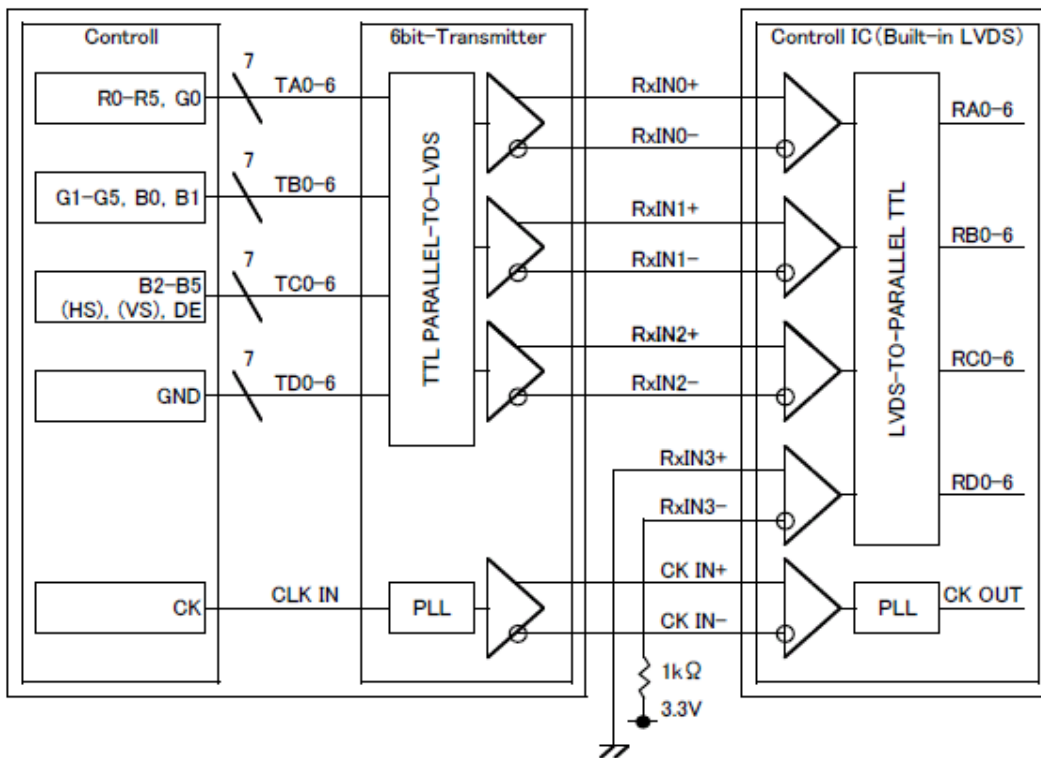 Controll
6bit-Transmitter
Controll IC(Built-in LVDS)
R0-R5, G0
7
TA0-6
G1-G5, B0, B1
7
TB0-6
B2-B5
(HS), (VS), DE
7
TC0-6
GND
7
TD0-6
CK
CLK IN
TTL PARALLEL-TO-LVDS
PLL
RxIN0+
RxIN0-
RxIN1+
RxIN1-
RxIN2+
RxIN2-
RxIN3+
RxIN3-
CK IN+
CK IN-
1kΩ
3.3V
LVDS-TO-PARALLEL TTL
PLL
RA0-6
RB0-6
RC0-6
RD0-6
CK OUT